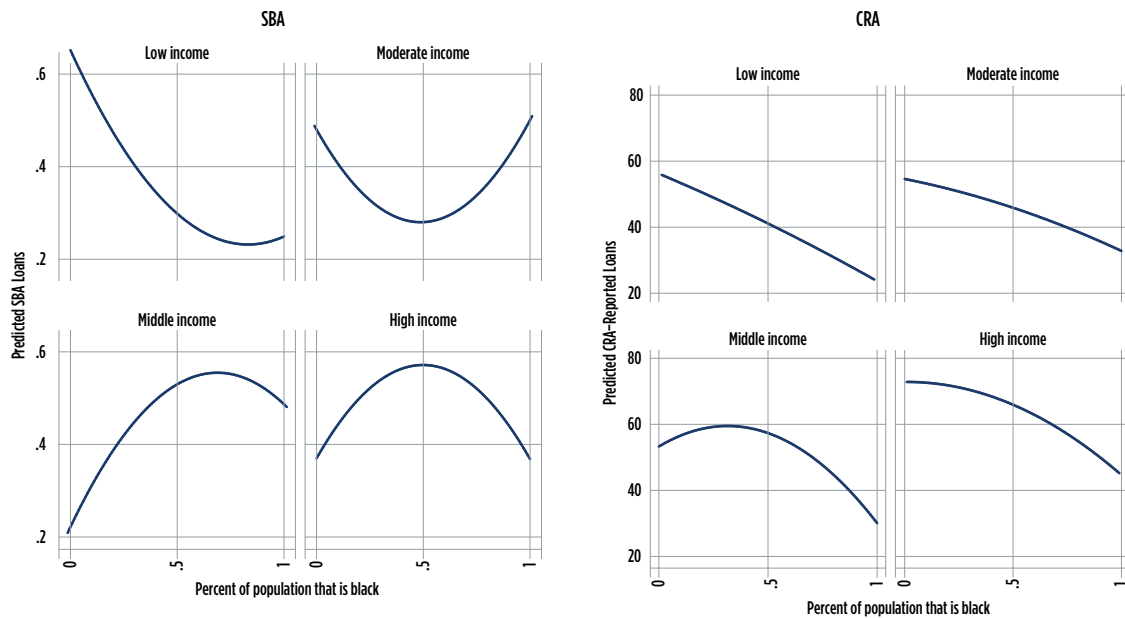 SBA
Low income
Moderate income
.6
.4
.2
Predicted SBA Loans
Middle income
High income
.6
.4
.2
0
.5
1
0
.5
1
Percent of population that is black
CRA
Low income
Moderate income
80
60
40
20
Predicted CRA–Reported Loans
Middle income
High income
80
60
40
20
0
.5
1
0
.5
1
Percent of population that is black